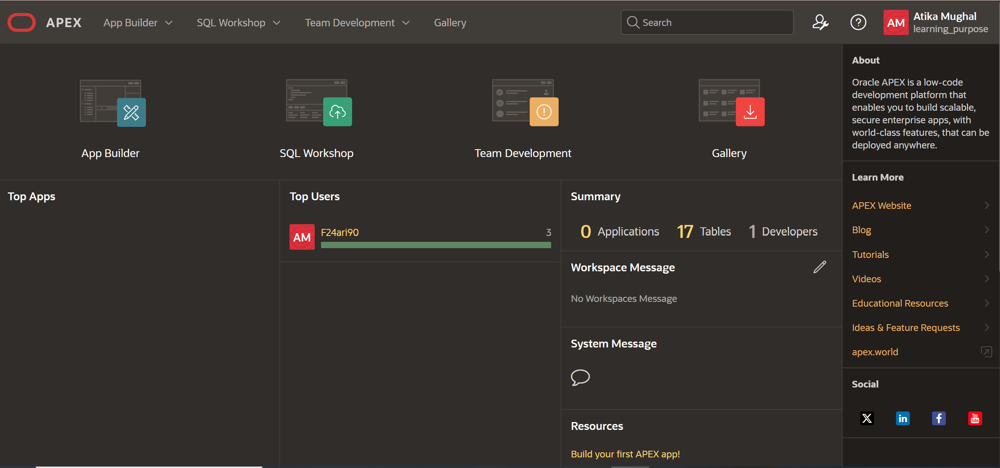 APEX
App Builder
SQL Workshop
Team Development
Gallery
Search
AM
Atika Mughal
learning_purpose
App Builder
SQL Workshop
Team Development
Gallery
Top Apps
Top Users
AM
F24ari90
3
Summary
0 Applications
17 Tables
1 Developers
Workspace Message
No Workspaces Message
System Message
Resources
Build your first APEX app!
About
Oracle APEX is a low-code
development platform that
enables you to build scalable,
secure enterprise apps, with
world-class features, that can be
deployed anywhere.
Learn More
APEX Website
Blog
Tutorials
Videos
Educational Resources
Ideas & Feature Requests
apex.world
Social
X
in
f
You
Tube